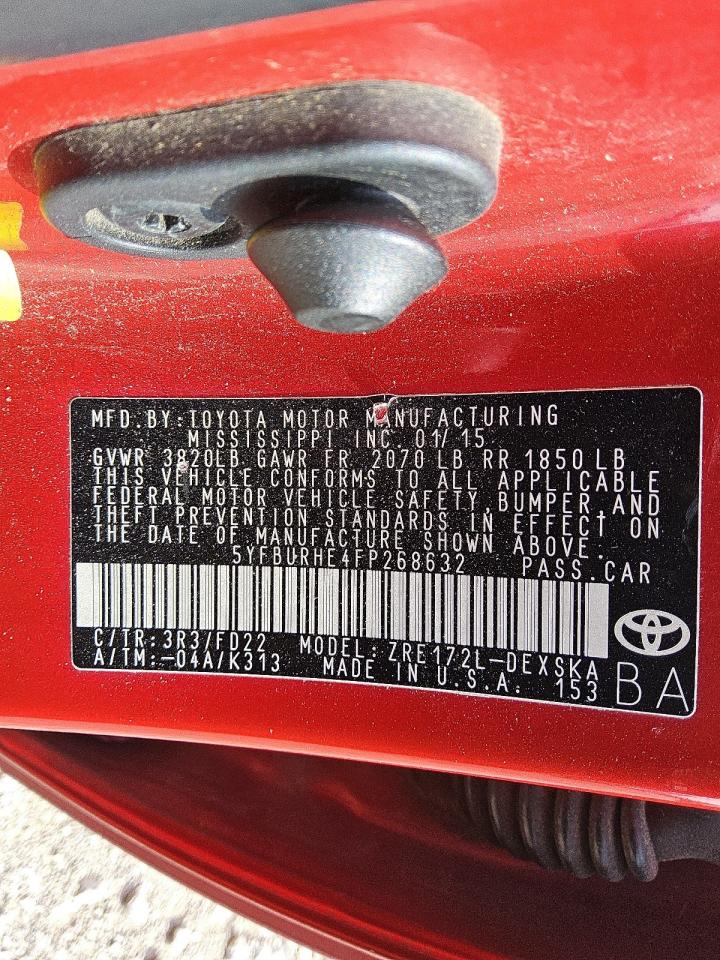 MFD. BY: TOYOTA MOTOR MANUFACTURING
MISSISSIPPI INC. 01/15
GVWR 3820LB GAWR FR 2070 LB RR 1850 LB
THIS VEHICLE CONFORMS TO ALL APPLICABLE
FEDERAL MOTOR VEHICLE SAFETY, BUMPER, AND
THEFT PREVENTION STANDARDS IN EFFECT ON
THE DATE OF MANUFACTURE SHOWN ABOVE.
5YFBURHE4FP268632 PASS. CAR
C/TR: 3R3/FD22 MODEL: ZRE172L-DEXSKA
A/TM: -04A/K313 MADE IN U.S.A. 153 BA